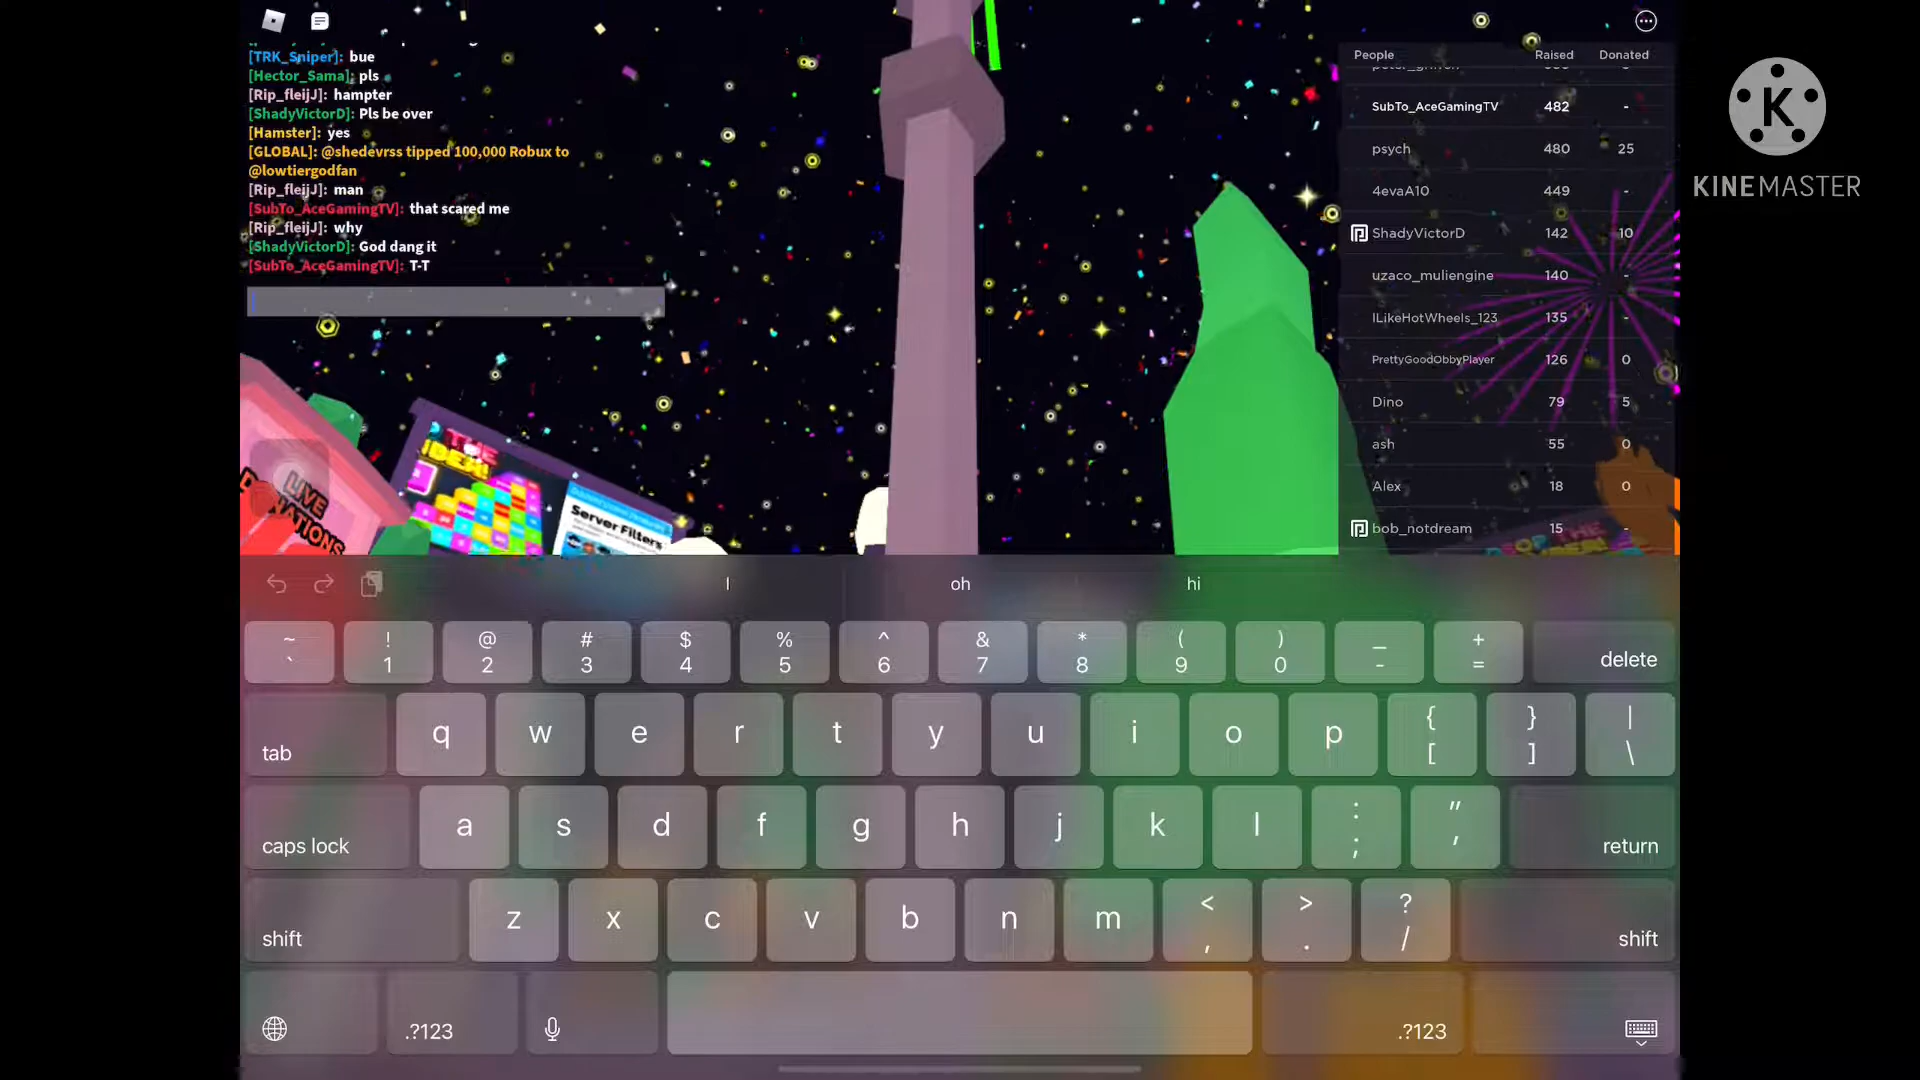 [TRK_Sniper]: bue
[Hector_Sama]: pls
[Rip_fleijJ]: hampter
[ShadyVictorD]: Pls be over
[Hamster]: yes
[GLOBAL]: @shedevrss tipped 100,000 Robux to
@lowtiergodfan
[Rip_fleijJ]: man
[SubTo_AceGamingTV]: that scared me
[Rip_fleijJ]: why
[ShadyVictorD]: God dang it
[SubTo_AceGamingTV]: T-T
People Raised Donated
SubTo_AceGamingTV 482 -
psych 480 25
4evaA10 449 -
ShadyVictorD 142 10
uzaco_muliengine 140 -
ILikeHotWheels_123 135 -
PrettyGoodObbyPlayer 126 0
Dino 79 5
ash 55 0
Alex 18 0
bob_notdream 15 -
K
KINEMASTER
LIVE
DONATIONS
THE
Server Filters
I oh hi
~ ! @ # $ % ^ & * ( ) _ +
` 1 2 3 4 5 6 7 8 9 0 - = delete
tab q w e r t y u i o p { [ } ] | \
caps lock a s d f g h j k l : ; " ' return
shift z x c v b n m < , > . ? / shift
.?123 .?123